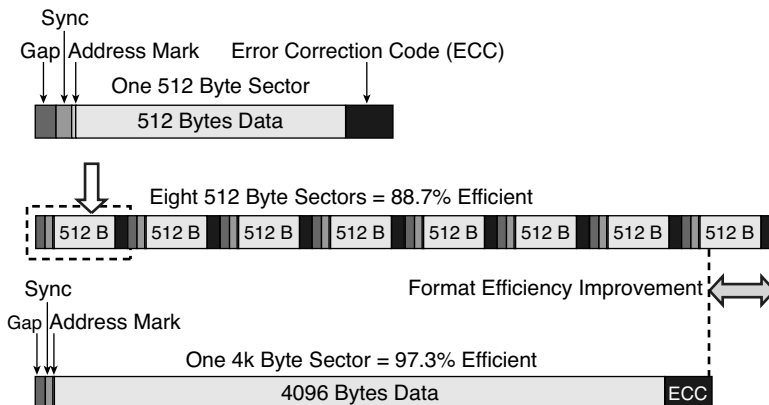 Sync
Gap Address Mark Error Correction Code (ECC)
One 512 Byte Sector
512 Bytes Data
Eight 512 Byte Sectors = 88.7% Efficient
512 B 512 B 512 B 512 B 512 B 512 B 512 B 512 B
Format Efficiency Improvement
Sync
Gap Address Mark
One 4k Byte Sector = 97.3% Efficient
4096 Bytes Data ECC